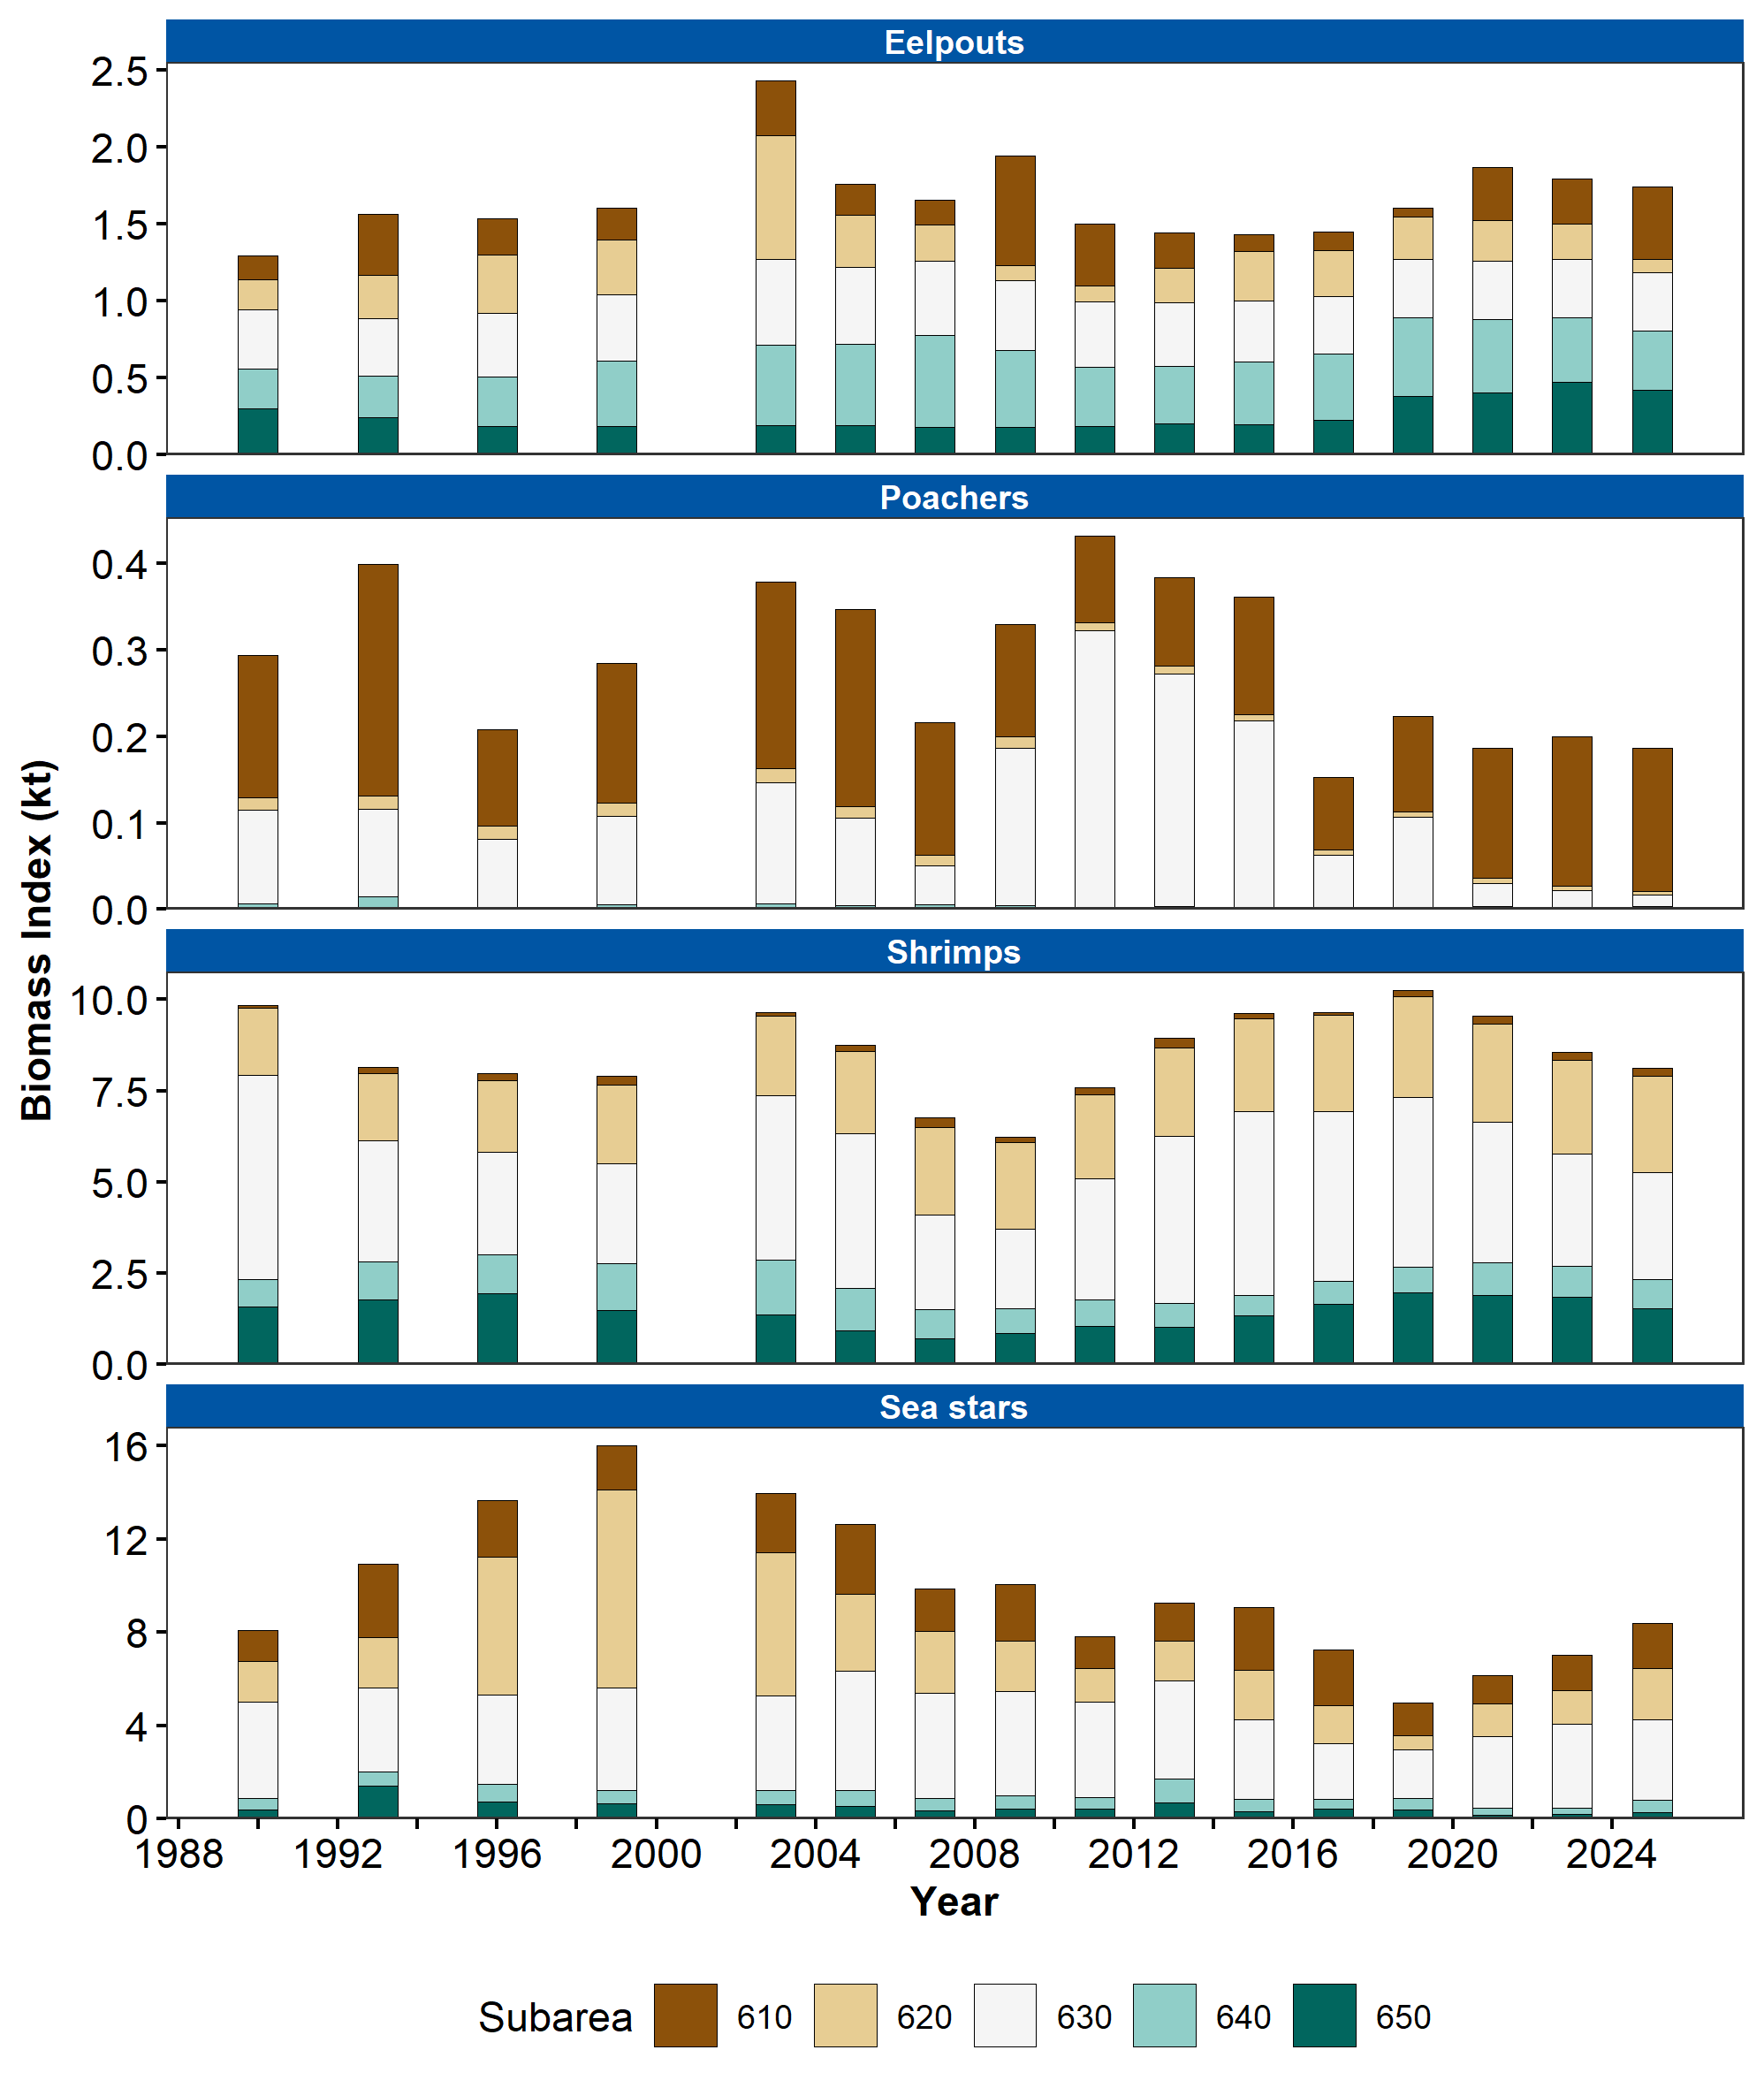 Eelpouts
2.5
2.0
1.5
1.0
0.5
0.0
Poachers
0.4
0.3
0.2
0.1
0.0
Biomass Index (kt)
Shrimps
10.0
7.5
5.0
2.5
0.0
Sea stars
16
12
8
4
0
1988 1992 1996 2000 2004 2008 2012 2016 2020 2024
Year
Subarea 610 620 630 640 650